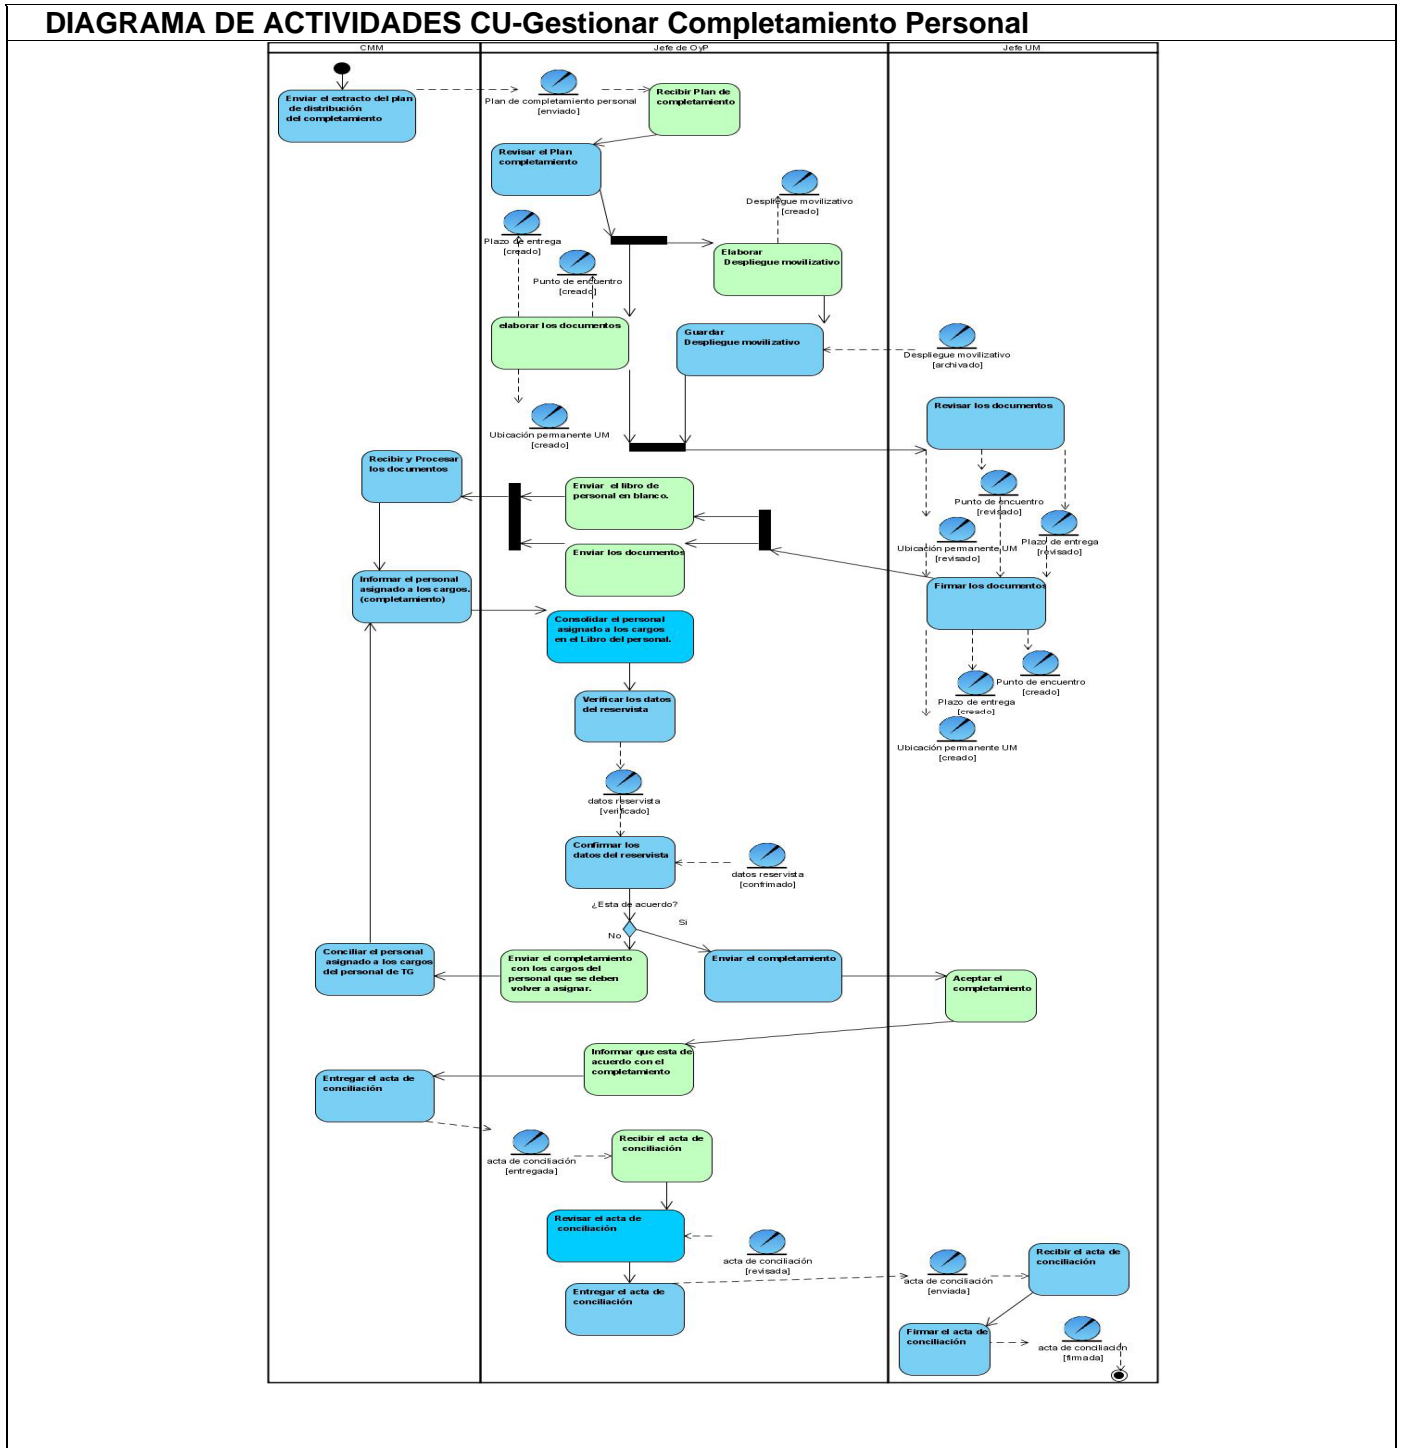 DIAGRAMA DE ACTIVIDADES CU-Gestionar Completamiento Personal
CMM
Jefe de OyP
Jefe UM
Enviar el extracto del plan
de distribución
del completamiento
Plan de completamiento personal
[enviado]
Recibir Plan de
completamiento
Revisar el Plan
completamiento
Despliegue movilizativo
[creado]
Plazo de entrega
[creado]
Punto de encuentro
[creado]
Elaborar
Despliegue movilizativo
elaborar los documentos
Guardar
Despliegue movilizativo
Despliegue movilizativo
[archivado]
Ubicación permanente UM
[creado]
Revisar los documentos
Recibir y Procesar
los documentos
Enviar el libro de
personal en blanco.
Punto de encuentro
[revisado]
Ubicación permanente UM
[revisado]
Plazo de entrega
[revisado]
Enviar los documentos
Informar el personal
asignado a los cargos.
(completamiento)
Firmar los documentos
Consolidar el personal
asignado a los cargos
en el Libro del personal.
Punto de encuentro
[creado]
Plazo de entrega
[creado]
Verificar los datos
del reservista
Ubicación permanente UM
[creado]
datos reservista
[verificado]
Confirmar los
datos del reservista
datos reservista
[confrimado]
¿Esta de acuerdo?
Si
No
Conciliar el personal
asignado a los cargos
del personal de TG
Enviar el completamiento
con los cargos del
personal que se deben
volver a asignar.
Enviar el completamiento
Aceptar el
completamiento
Informar que esta de
acuerdo con el
completamiento
Entregar el acta de
conciliación
acta de conciliación
[entregada]
Recibir el acta de
conciliación
Revisar el acta de
conciliación
acta de conciliación
[revisada]
Entregar el acta de
conciliación
acta de conciliación
[enviada]
Recibir el acta de
conciliación
Firmar el acta de
conciliación
acta de conciliación
[firmada]